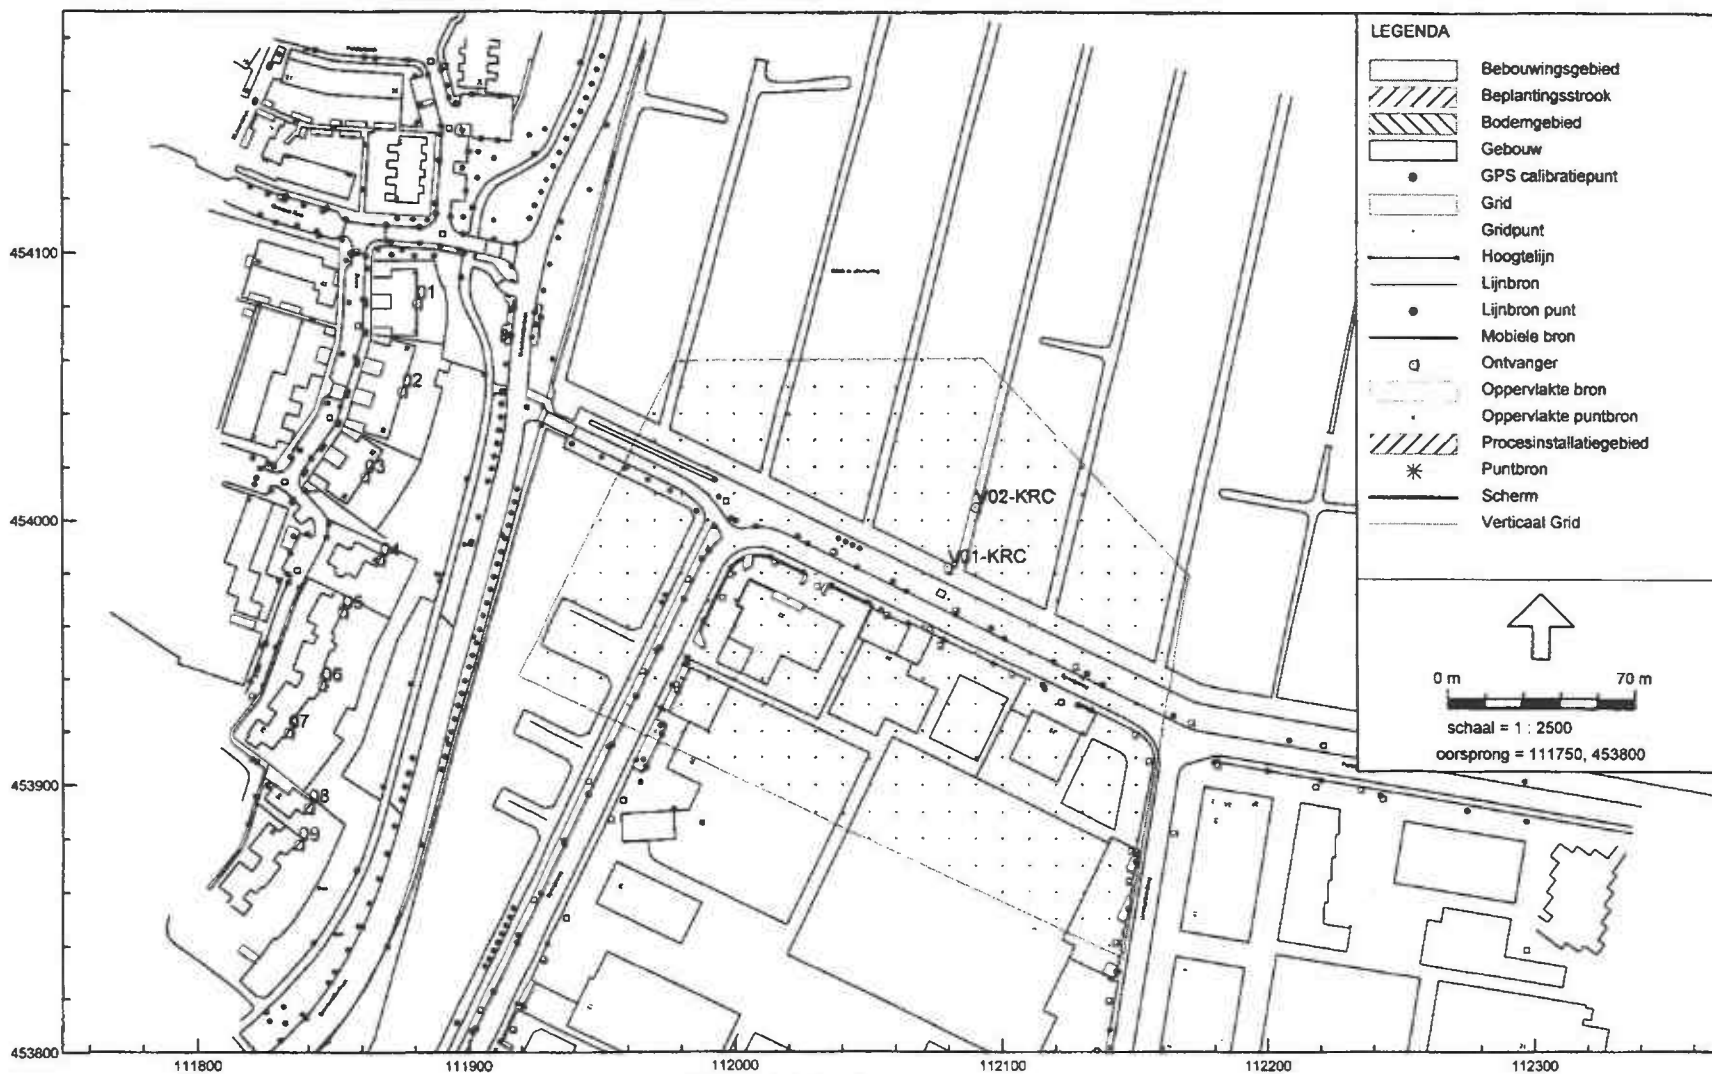 LEGENDA
Bebouwingsgebied
Beplantingsstrook
Bodemgebied
Gebouw
GPS calibratiepunt
Grid
Gridpunt
Hoogtelijn
Lijnbron
Lijnbron punt
Mobiele bron
Ontvanger
Oppervlakte bron
Oppervlakte puntbron
Procesinstallatiegebied
Puntbron
Scherm
Verticaal Grid
0 m 70 m
schaal = 1 : 2500
oorsprong = 111750, 453800
454100
454000
453900
453800
111800 111900 112000 112100 112200 112300
01
02
03
04
05
06
07
08
09
V02-KRC
V01-KRC